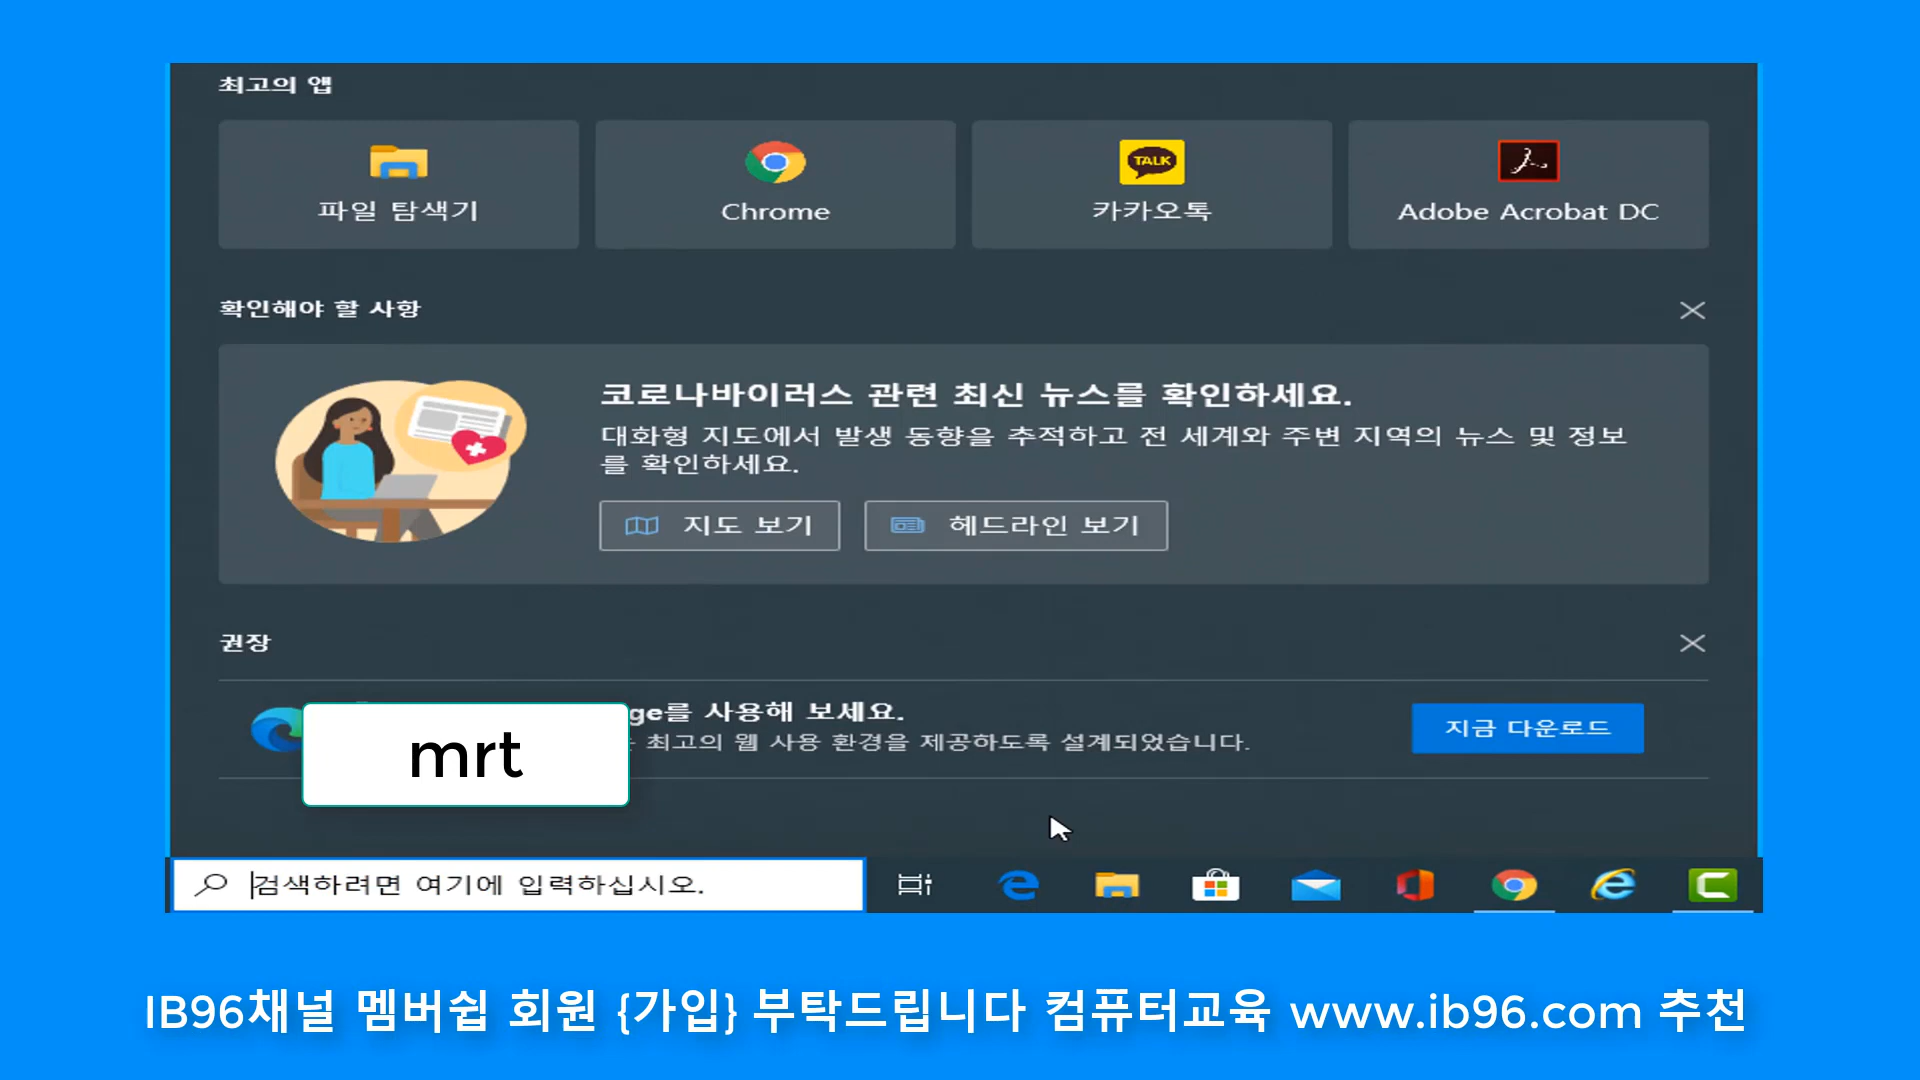 최고의 앱
파일 탐색기
Chrome
TALK
카카오톡
Adobe Acrobat DC
확인해야 할 사항
코로나바이러스 관련 최신 뉴스를 확인하세요.
대화형 지도에서 발생 동향을 추적하고 전 세계와 주변 지역의 뉴스 및 정보
를 확인하세요.
지도 보기
헤드라인 보기
권장
ge를 사용해 보세요.
최고의 웹 사용 환경을 제공하도록 설계되었습니다.
지금 다운로드
mrt
검색하려면 여기에 입력하십시오.
IB96채널 멤버쉽 회원 {가입} 부탁드립니다 컴퓨터교육 www.ib96.com 추천